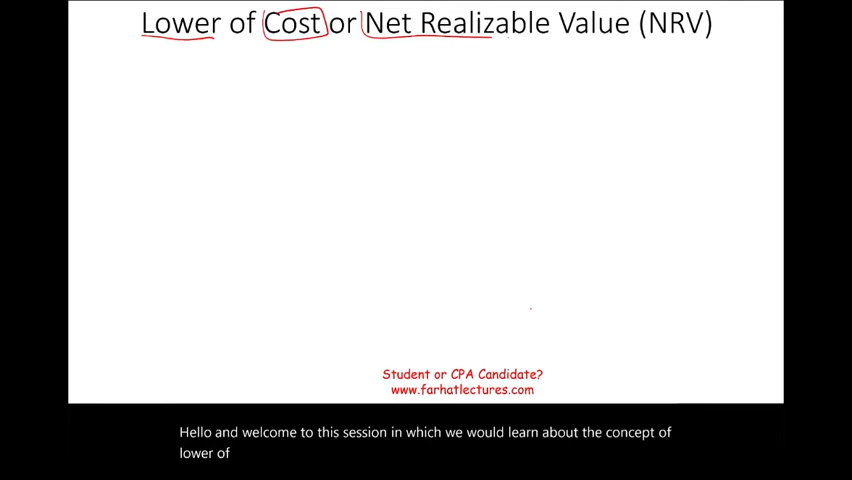 Lower of Cost or Net Realizable Value (NRV)
Student or CPA Candidate?
www.farhatlectures.com
Hello and welcome to this session in which we would learn about the concept of
lower of